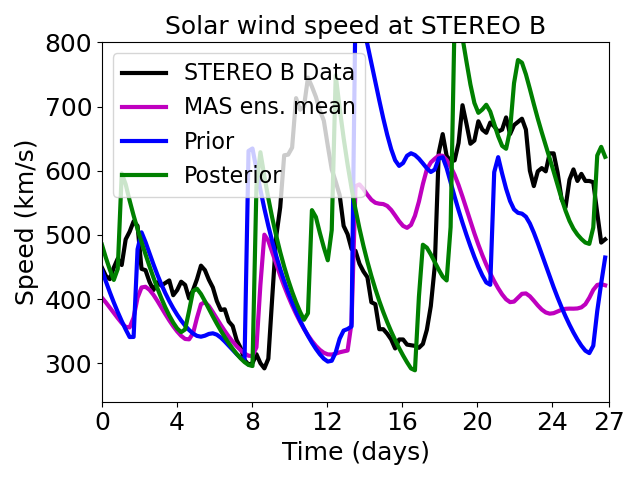 Solar wind speed at STEREO B
800
700
600
500
400
300
Speed (km/s)
STEREO B Data
MAS ens. mean
Prior
Posterior
0 4 8 12 16 20 24 27
Time (days)